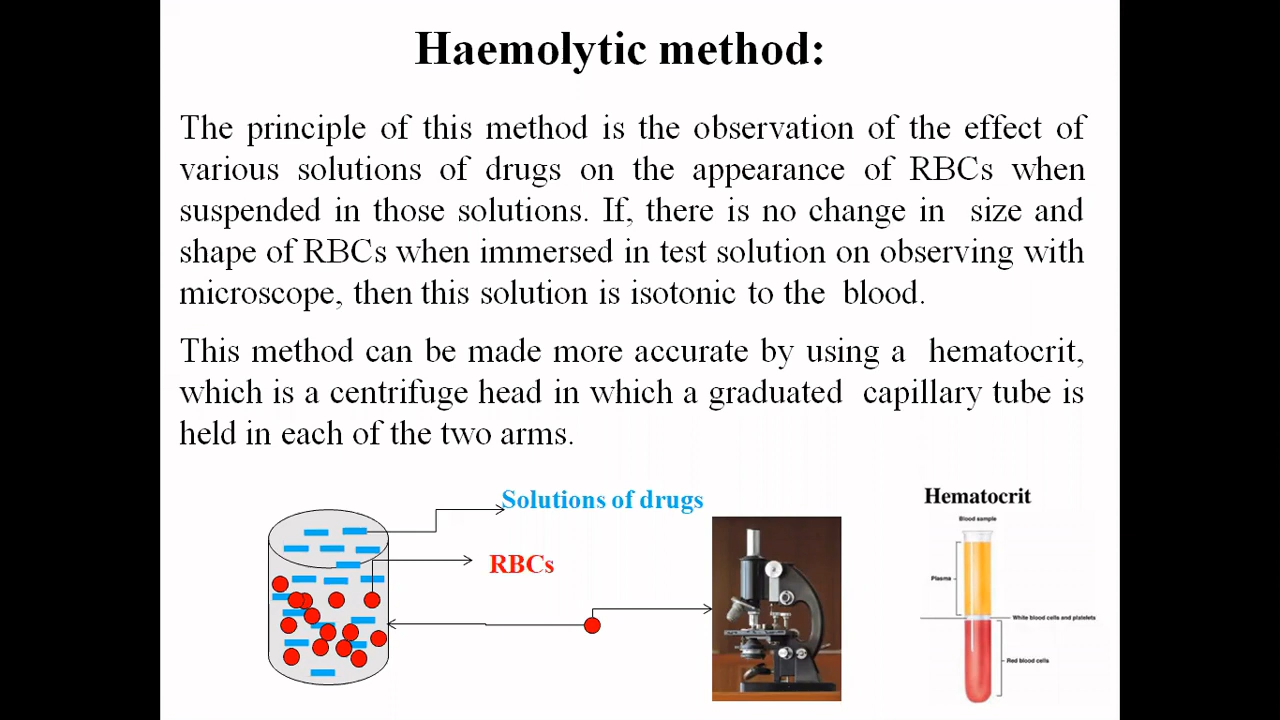 Haemolytic method:
The principle of this method is the observation of the effect of
various solutions of drugs on the appearance of RBCs when
suspended in those solutions. If, there is no change in size and
shape of RBCs when immersed in test solution on observing with
microscope, then this solution is isotonic to the blood.
This method can be made more accurate by using a hematocrit,
which is a centrifuge head in which a graduated capillary tube is
held in each of the two arms.
Solutions of drugs
RBCs
Hematocrit
Blood sample
Plasma
White blood cells and platelets
Red blood cells